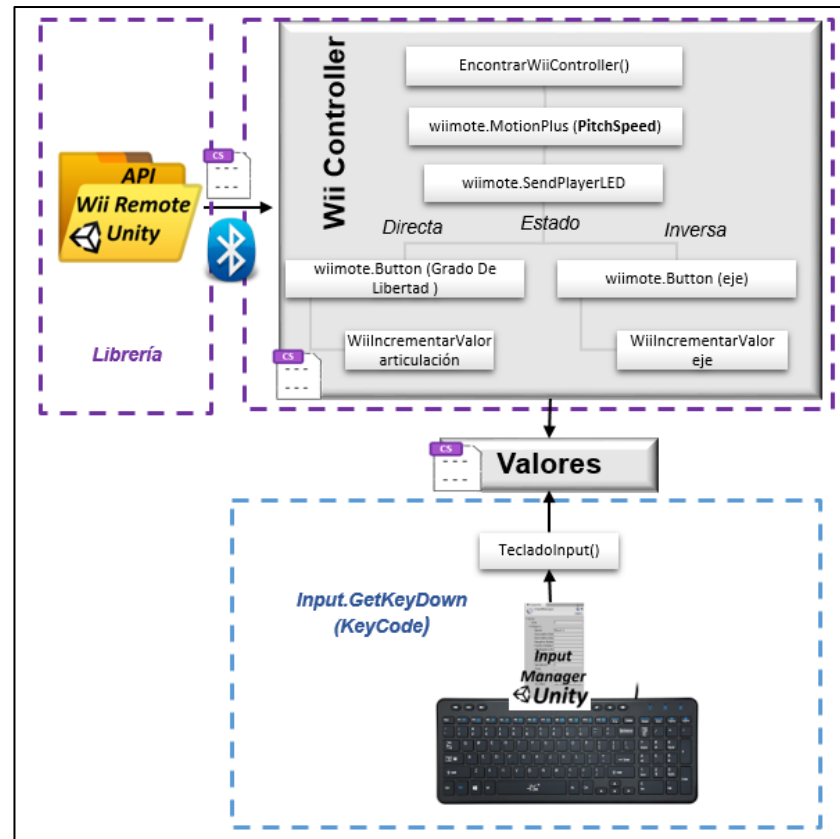 Wii Controller
EncontrarWiiController()
wiimote.MotionPlus (PitchSpeed)
wiimote.SendPlayerLED
Directa
Estado
Inversa
wiimote.Button (Grado De
Libertad )
wiimote.Button (eje)
WiiIncrementarValor
articulación
WiiIncrementarValor
eje
CS
API
Wii Remote
Unity
CS
Librería
CS
Valores
TecladoInput()
Input.GetKeyDown
(KeyCode)
Input
Manager
Unity